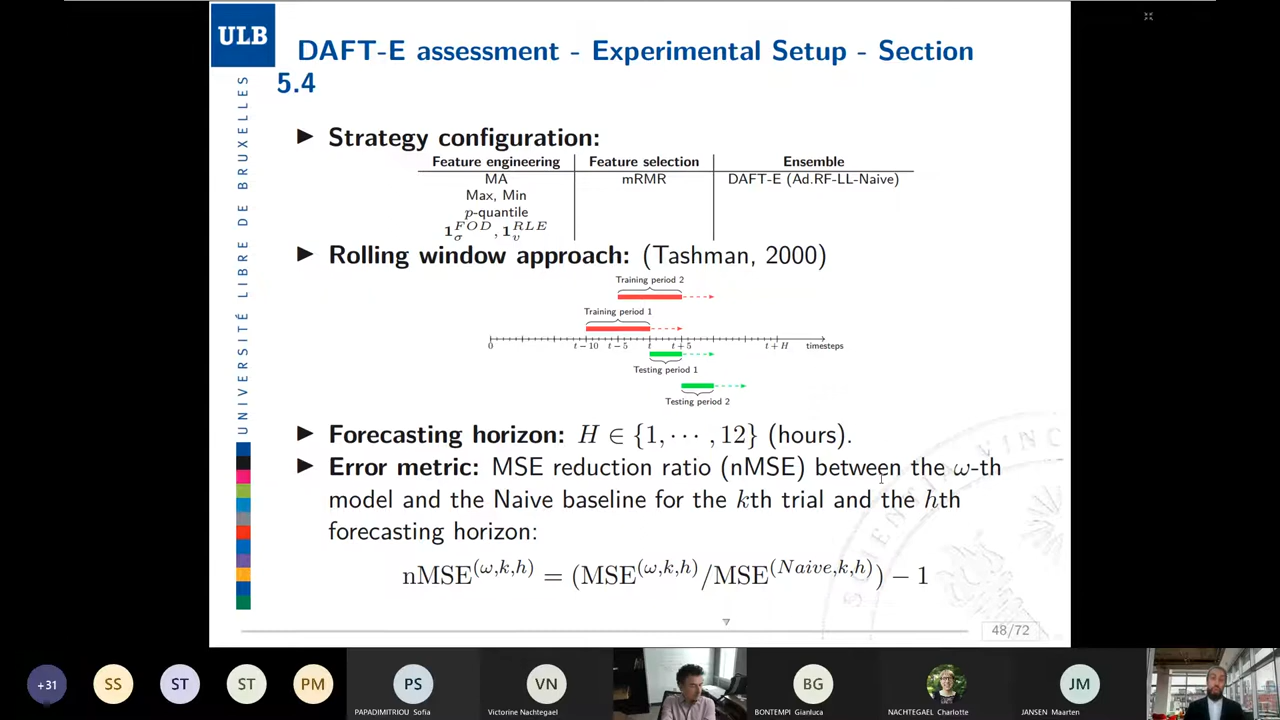 ULB
DAFT-E assessment - Experimental Setup - Section
5.4
UNIVERSITÉ LIBRE DE BRUXELLES
▶ Strategy configuration:
Feature engineering Feature selection Ensemble
MA mRMR DAFT-E (Ad.RF-LL-Naive)
Max, Min
p-quantile
1_σ^{FOD}, 1_v^{RLE}
▶ Rolling window approach: (Tashman, 2000)
Training period 2
Training period 1
0 t − 10 t − 5 t t + 5 t + H timesteps
Testing period 1
Testing period 2
▶ Forecasting horizon: H ∈ {1, ⋯ , 12} (hours).
▶ Error metric: MSE reduction ratio (nMSE) between the ω-th
model and the Naive baseline for the kth trial and the hth
forecasting horizon:
nMSE^{(ω,k,h)} = (MSE^{(ω,k,h)}/MSE^{(Naive,k,h)}) − 1
48/72
+31 SS ST ST PM PS VN BG JM
PAPADIMITRIOU Sofia Victorine Nachtegael BONTEMPI Gianluca NACHTEGAEL Charlotte JANSEN Maarten